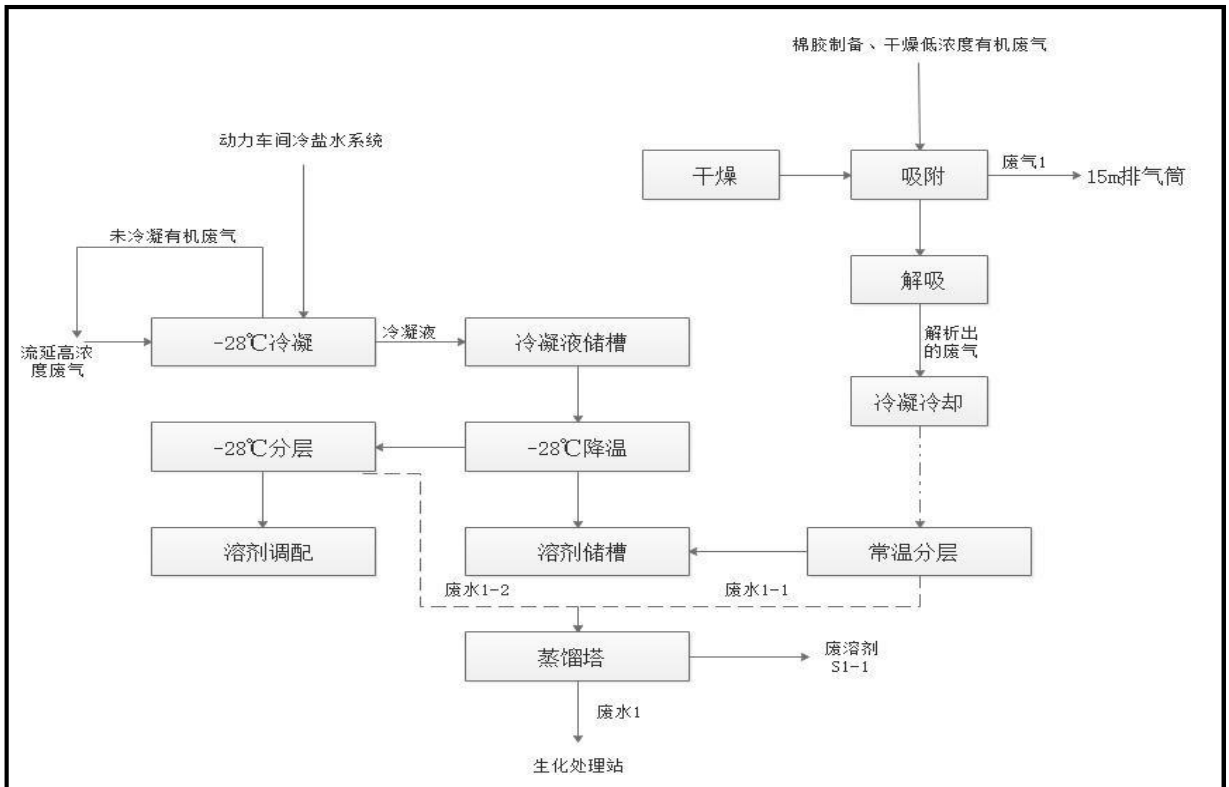 棉胶制备、干燥低浓度有机废气
动力车间冷盐水系统
干燥
吸附
废气1
15m排气筒
未冷凝有机废气
解吸
-28℃冷凝
冷凝液
冷凝液储槽
流延高浓
度废气
解析出
的废气
冷凝冷却
-28℃分层
-28℃降温
溶剂调配
溶剂储槽
常温分层
废水1-2
废水1-1
蒸馏塔
废溶剂
S1-1
废水1
生化处理站